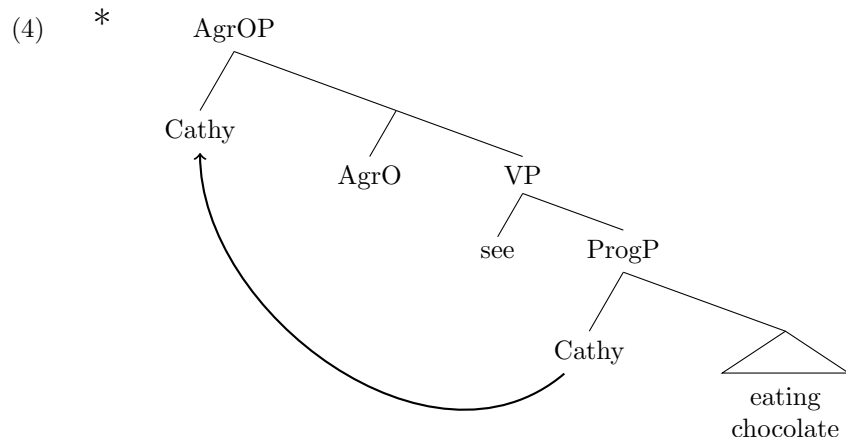 (4) *
AgrOP
Cathy
AgrO VP
see ProgP
Cathy
eating
chocolate